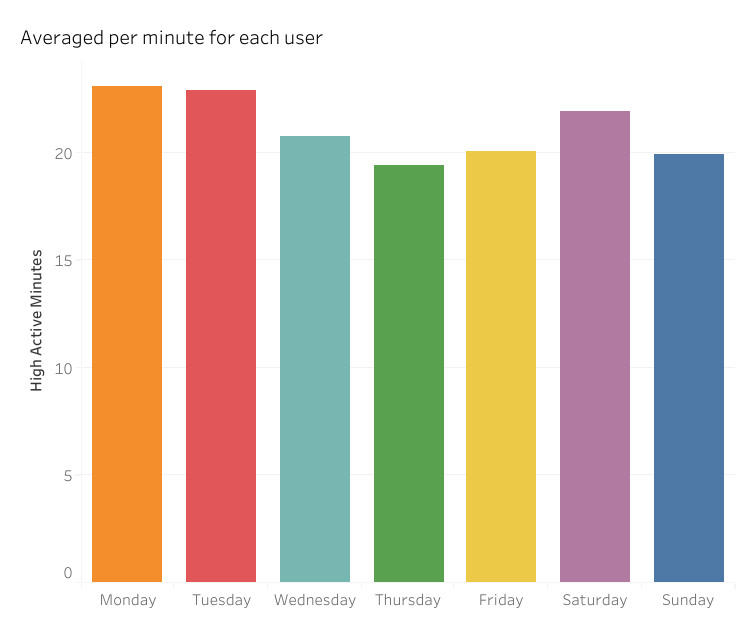 Averaged per minute for each user
High Active Minutes
20
15
10
5
0
Monday Tuesday Wednesday Thursday Friday Saturday Sunday